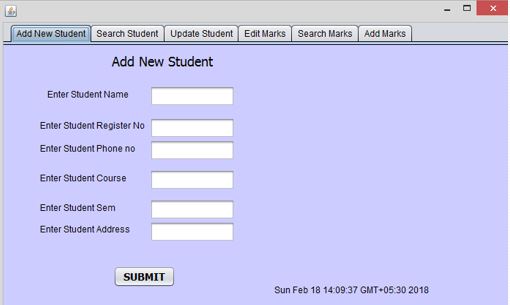 Add New Student Search Student Update Student Edit Marks Search Marks Add Marks
Add New Student
Enter Student Name
Enter Student Register No
Enter Student Phone no
Enter Student Course
Enter Student Sem
Enter Student Address
SUBMIT
Sun Feb 18 14:09:37 GMT+05:30 2018